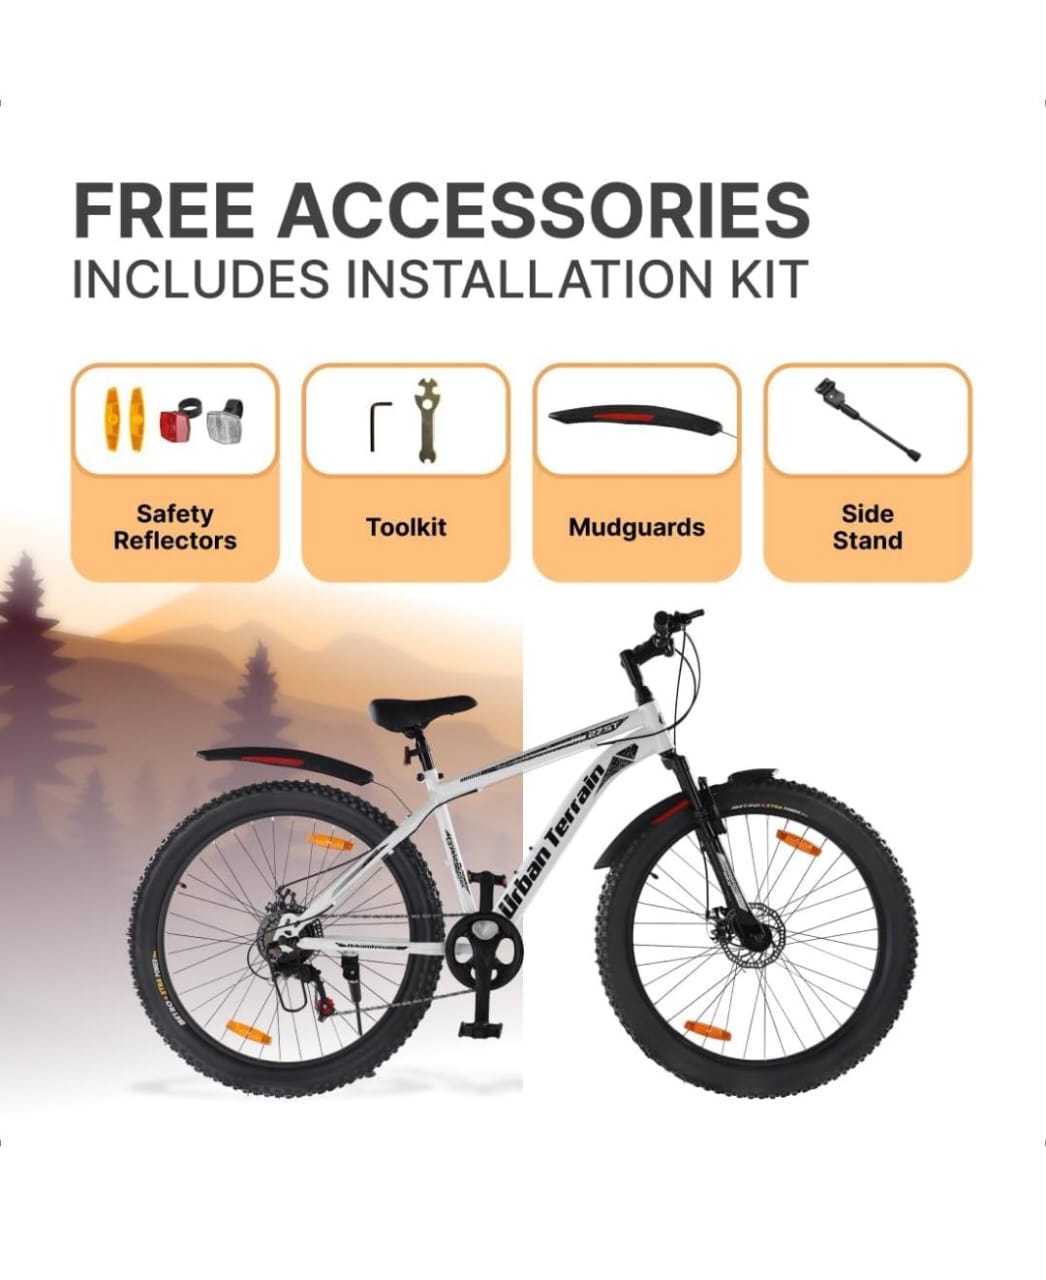 FREE ACCESSORIES
INCLUDES INSTALLATION KIT
Safety
Reflectors
Toolkit
Mudguards
Side
Stand
27.5T
Urban Terrain